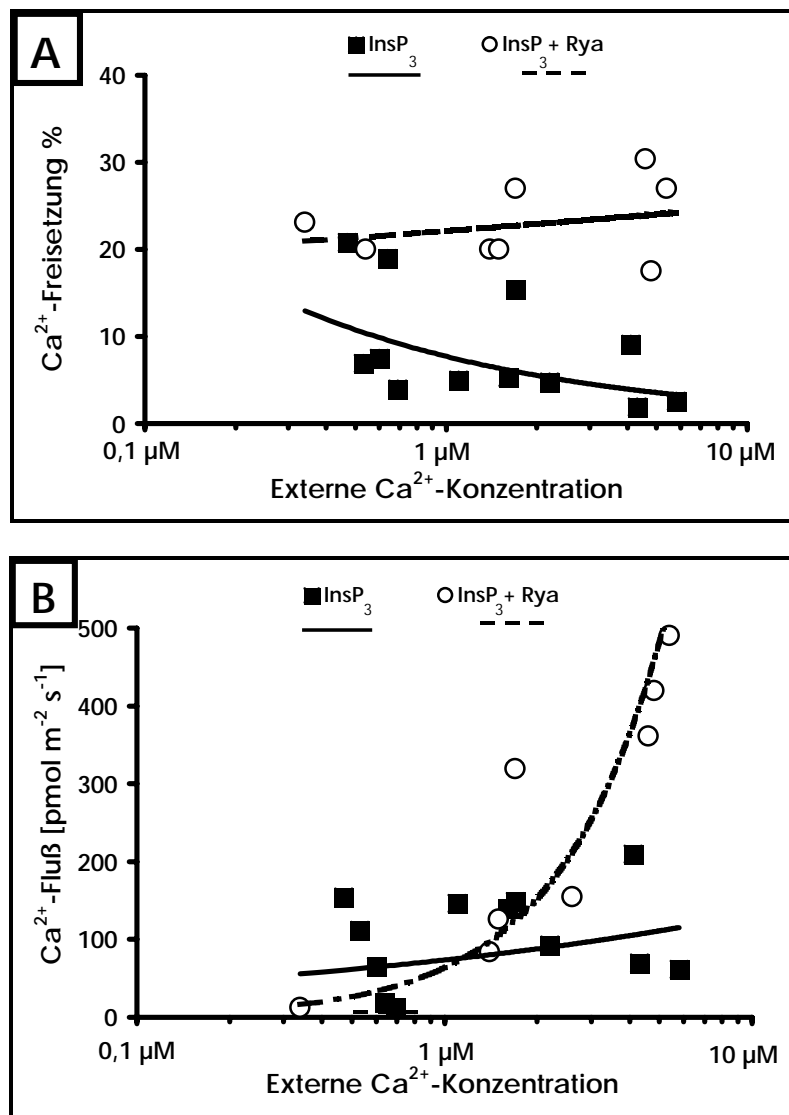 A
InsP3
InsP3+ Rya
Ca2+-Freisetzung %
40
30
20
10
0
0,1 µM
1 µM
10 µM
Externe Ca2+-Konzentration
B
InsP3
InsP3+ Rya
Ca2+-Fluß [pmol m-2 s-1]
500
400
300
200
100
0
0,1 µM
1 µM
10 µM
Externe Ca2+-Konzentration